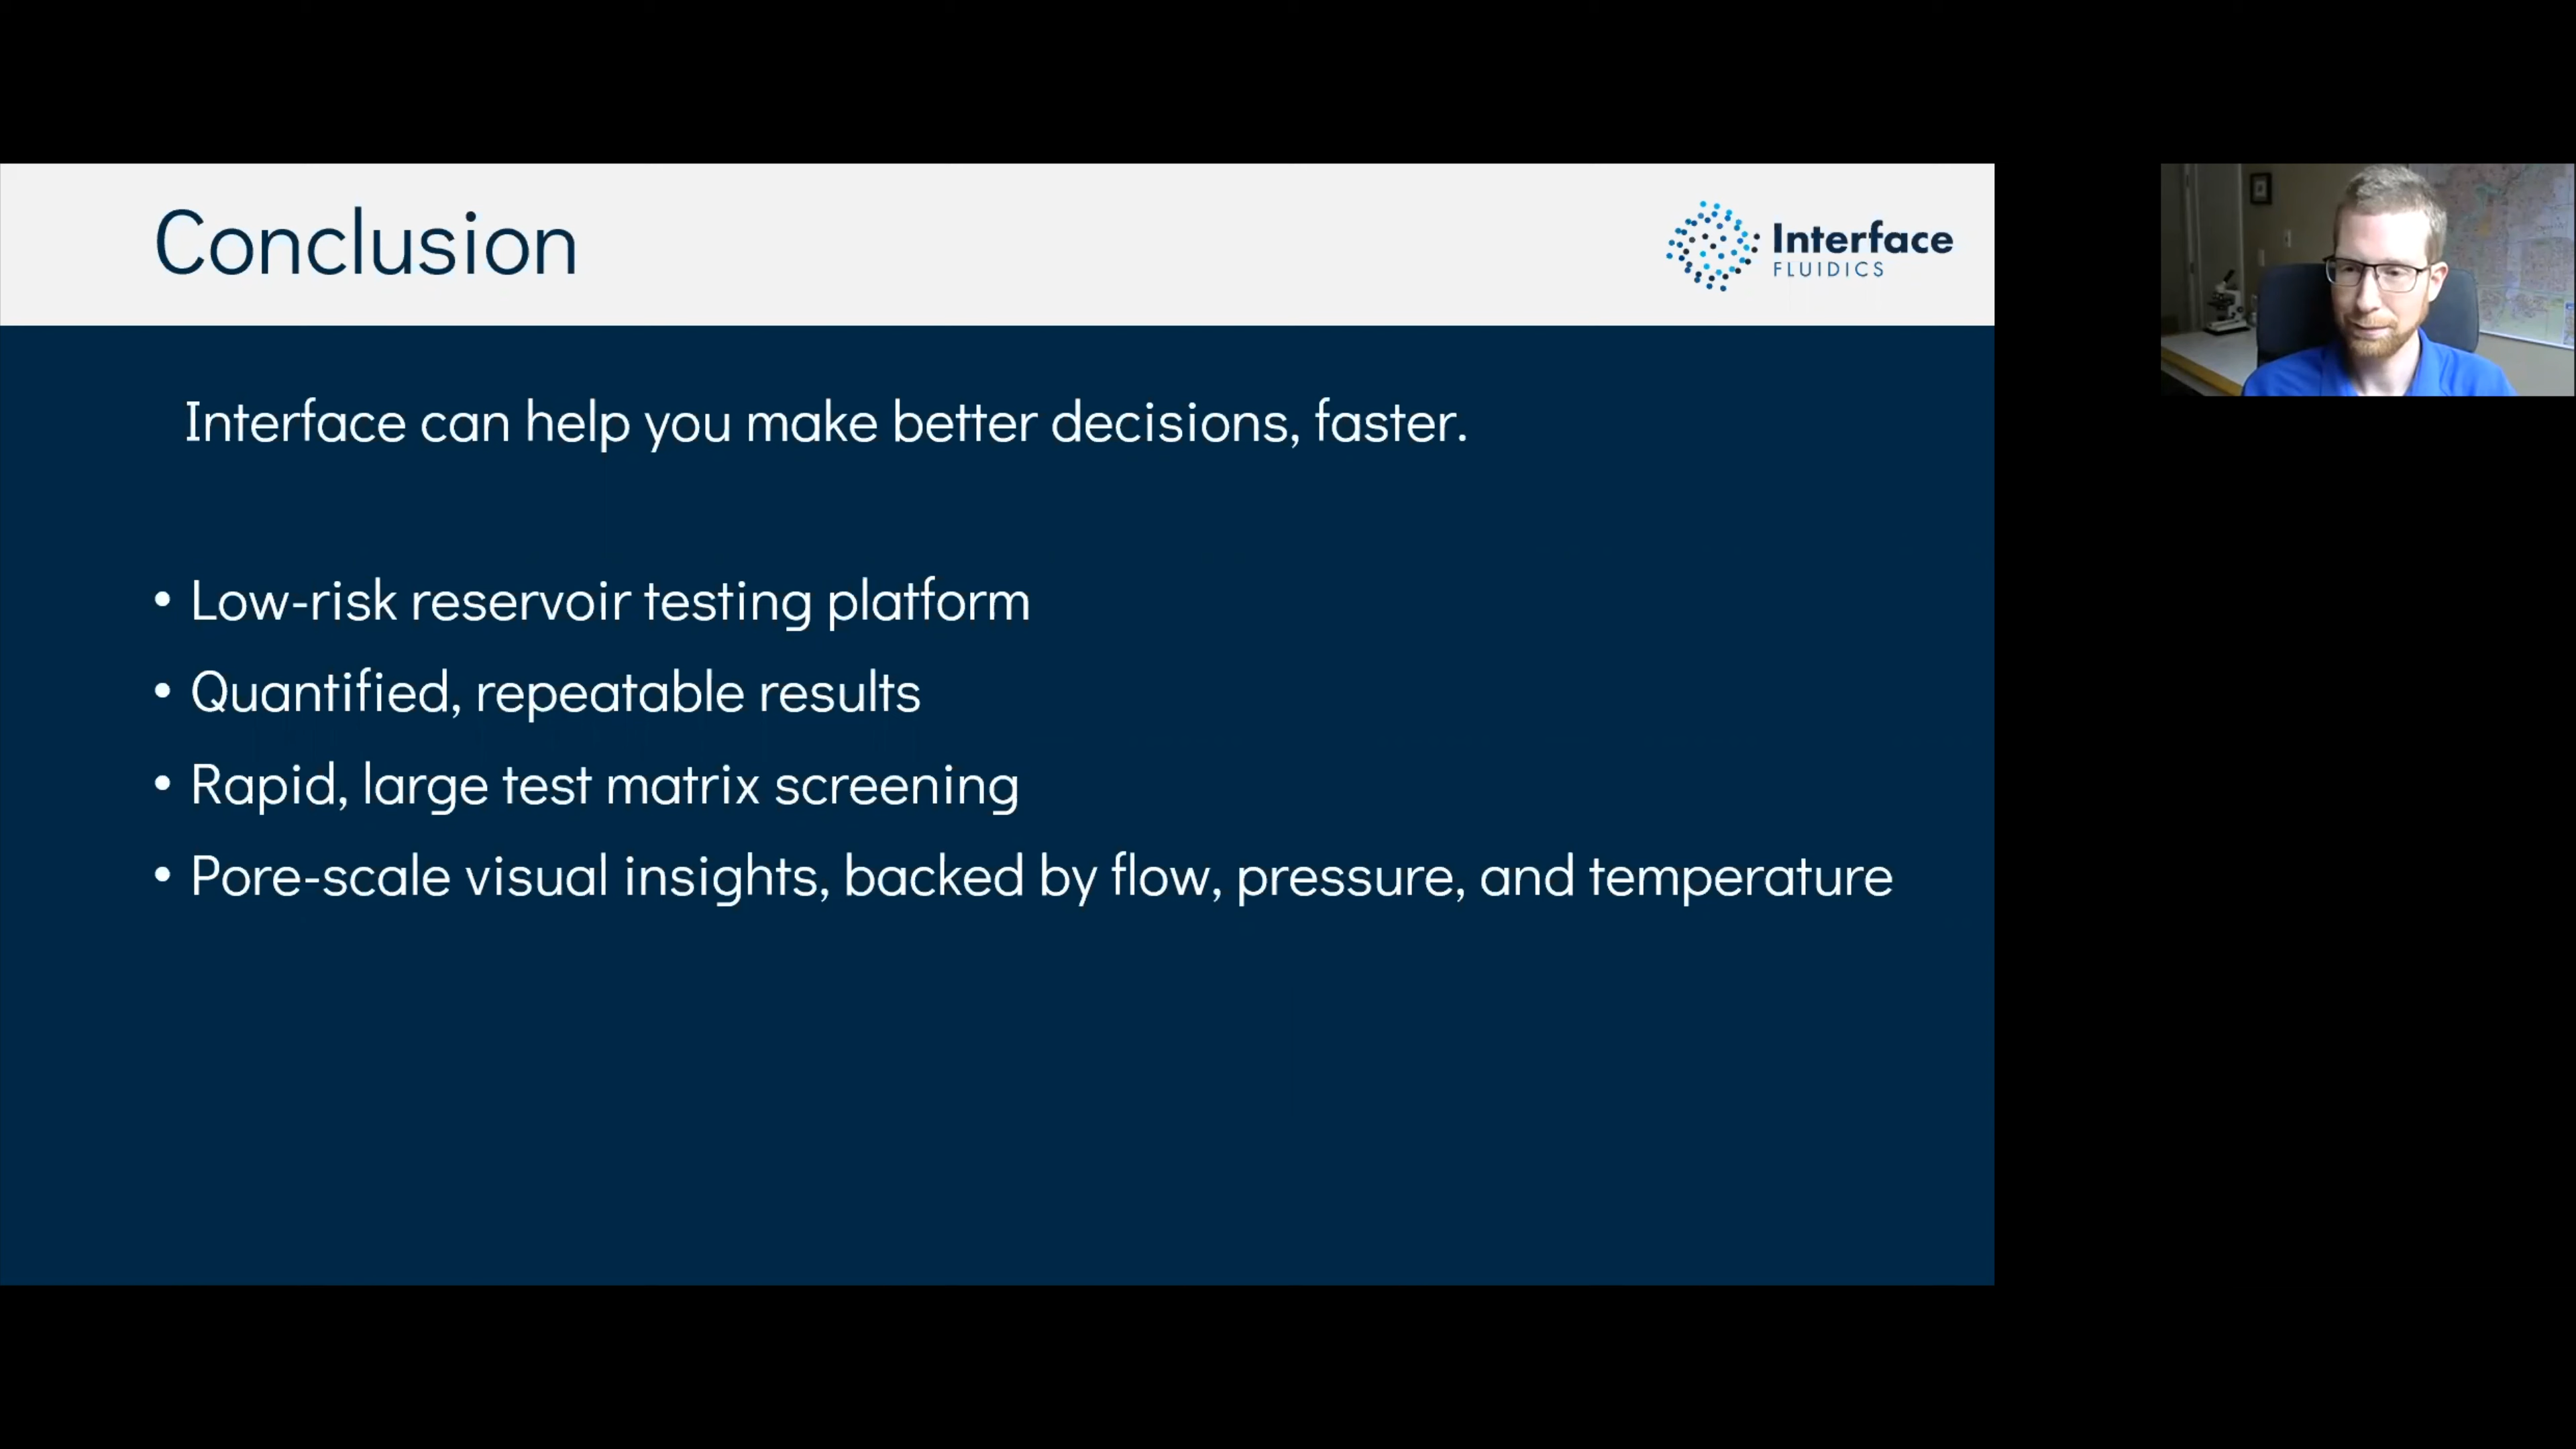 Conclusion
Interface
FLUIDICS
Interface can help you make better decisions, faster.
• Low-risk reservoir testing platform
• Quantified, repeatable results
• Rapid, large test matrix screening
• Pore-scale visual insights, backed by flow, pressure, and temperature